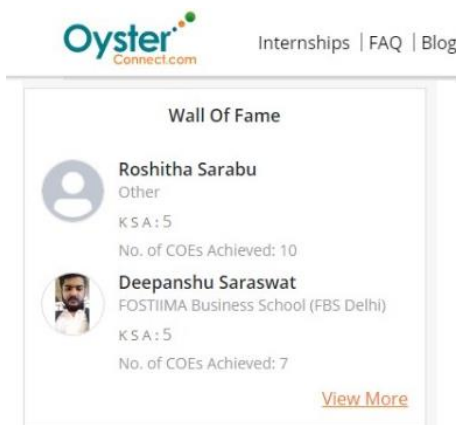 Oyster
Connect.com
Internships | FAQ | Blog
Wall Of Fame
Roshitha Sarabu
Other
K S A : 5
No. of COEs Achieved: 10
Deepanshu Saraswat
FOSTIIMA Business School (FBS Delhi)
K S A : 5
No. of COEs Achieved: 7
View More